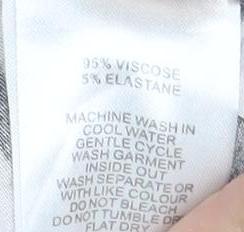 95% VISCOSE
5% ELASTANE
MACHINE WASH IN
COOL WATER
GENTLE CYCLE
WASH GARMENT
INSIDE OUT
WASH SEPARATE OR
WITH LIKE COLOUR
DO NOT BLEACH
DO NOT TUMBLE DR
FLAT DRY